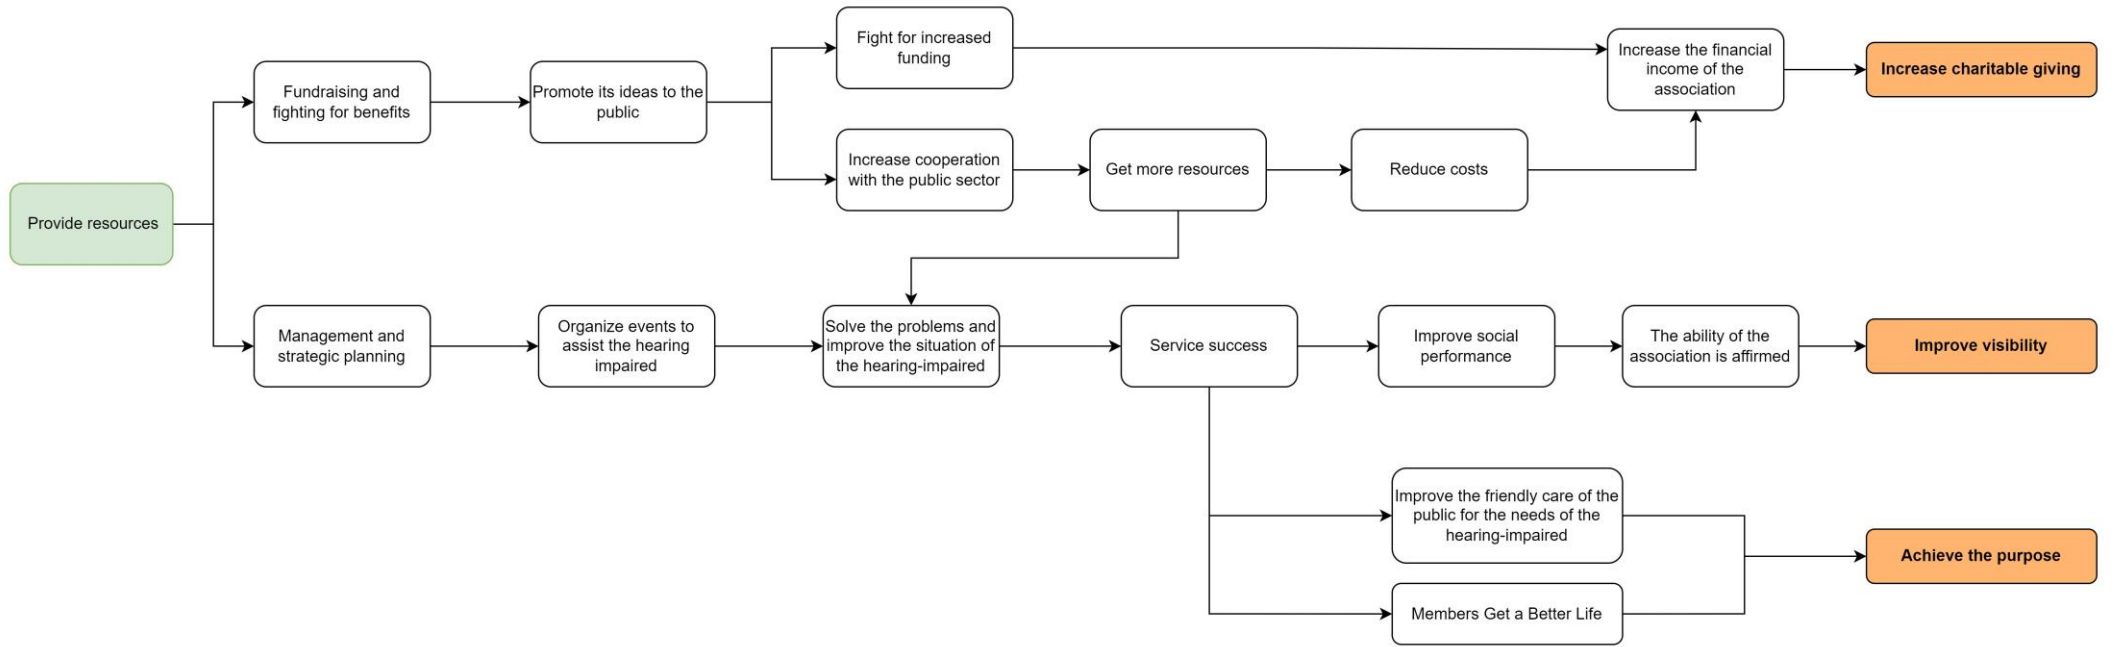 Provide resources
Fundraising and
fighting for benefits
Promote its ideas to the
public
Fight for increased
funding
Increase the financial
income of the
association
Increase charitable giving
Increase cooperation
with the public sector
Get more resources
Reduce costs
Management and
strategic planning
Organize events to
assist the hearing
impaired
Solve the problems and
improve the situation of
the hearing-impaired
Service success
Improve social
performance
The ability of the
association is affirmed
Improve visibility
Improve the friendly care of the
public for the needs of the
hearing-impaired
Members Get a Better Life
Achieve the purpose